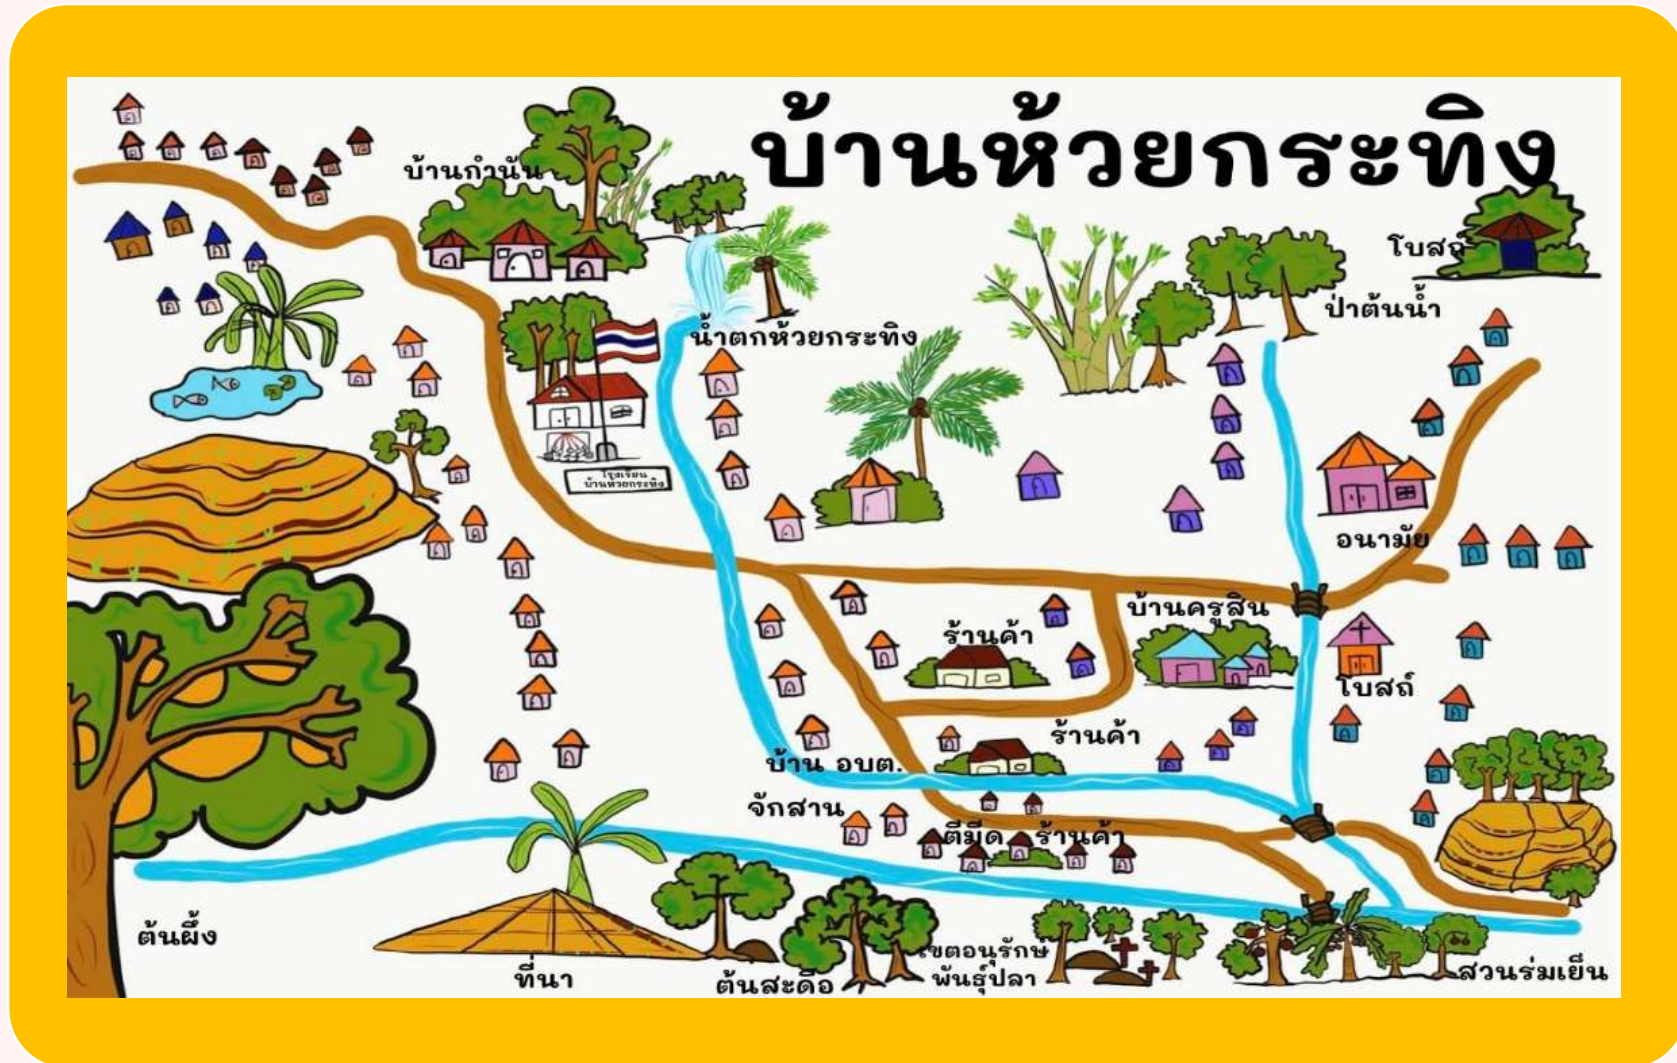 บ้านห้วยกระทิง
บ้านกำนัน
โบสถ์
ป่าต้นน้ำ
น้ำตกห้วยกระทิง
โรงเรียน
บ้านห้วยกระทิง
อนามัย
บ้านครูสิน
ร้านค้า
โบสถ์
ร้านค้า
บ้าน อบต.
จักสาน
ตีมีด
ร้านค้า
ต้นผึ้ง
ที่นา
ต้นสะดือ
เขตอนุรักษ์
พันธุ์ปลา
สวนร่มเย็น